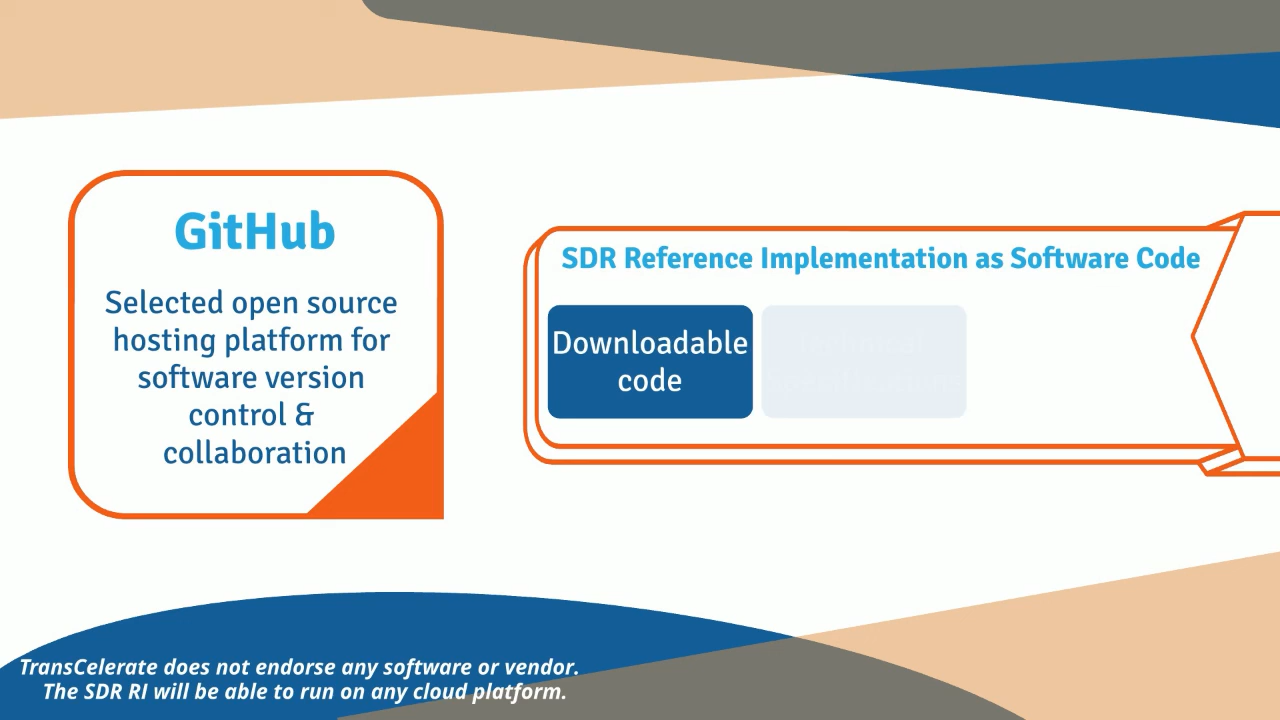 GitHub
Selected open source
hosting platform for
software version
control &
collaboration
SDR Reference Implementation as Software Code
Downloadable
code
Technical
TransCelerate does not endorse any software or vendor.
The SDR RI will be able to run on any cloud platform.